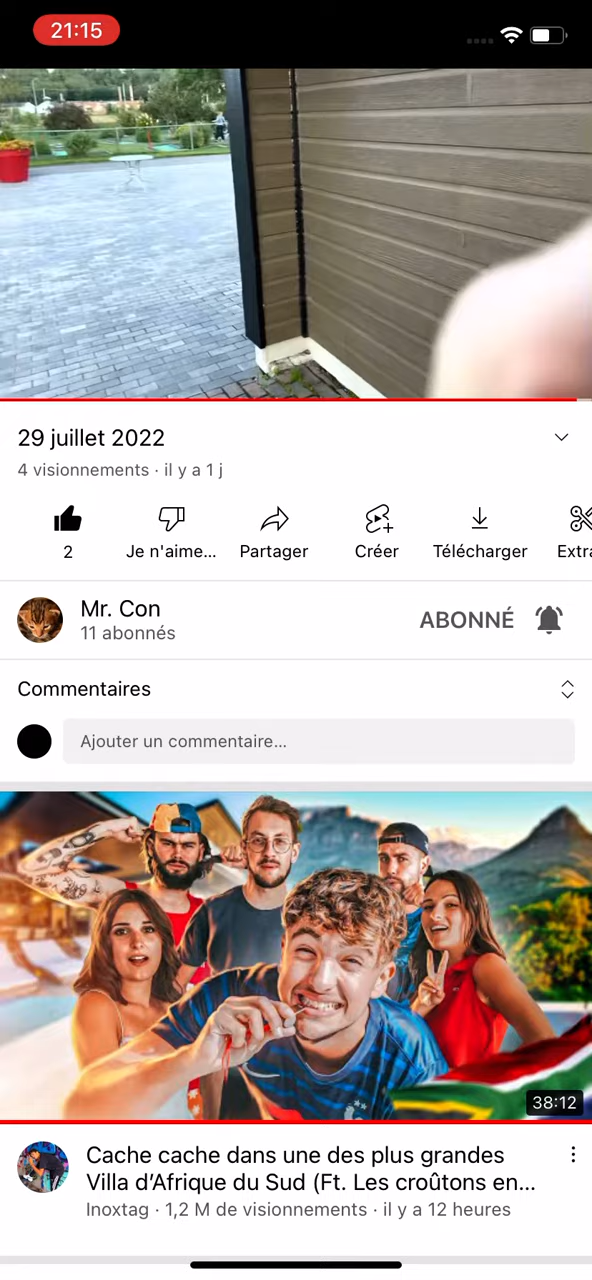 21:15
29 juillet 2022
4 visionnements · il y a 1 j
2
Je n'aime...
Partager
Créer
Télécharger
Extra
Mr. Con
11 abonnés
ABONNÉ
Commentaires
Ajouter un commentaire...
38:12
Cache cache dans une des plus grandes
Villa d'Afrique du Sud (Ft. Les croûtons en...
Inoxtag · 1,2 M de visionnements · il y a 12 heures